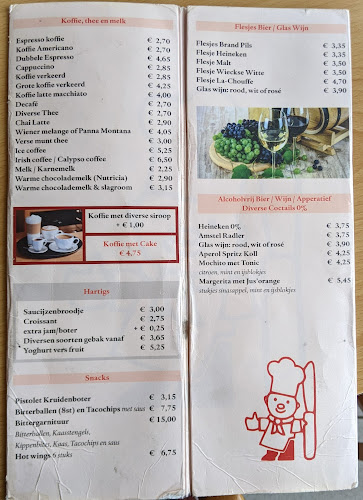 Koffie, thee en melk
Espresso koffie € 2,70
Koffie Americano € 2,70
Dubbele Espresso € 4,65
Cappuccino € 2,85
Koffie verkeerd € 2,85
Grote koffie verkeerd € 4,25
Koffie latte macchiato € 4,00
Decafé € 2,70
Diverse Thee € 2,70
Chai Latte € 2,90
Wiener melange of Panna Montana € 4,05
Verse munt thee € 3,00
Ice coffee € 5,25
Irish coffee / Calypso coffee € 6,50
Melk / Karnemelk € 2,25
Warme chocolademelk (Nutricia) € 2,90
Warme chocolademelk & slagroom € 3,15
Koffie met diverse siroop
+ € 1,00
Koffie met Cake
€ 4,75
Hartigs
Saucijzenbroodje € 3,00
Croissant € 2,75
extra jam/boter + € 0,25
Diversen soorten gebak vanaf € 3,65
Yoghurt vers fruit € 5,25
Snacks
Pistolet Kruidenboter € 3,15
Bitterballen (8st) en Tacochips met saus € 7,75
Bittergarnituur € 15,00
Bitterballen, Kaasstengels,
Kippenbites, Kaas, Tacochips en saus
Hot wings 6 stuks € 6,75
Flesjes Bier / Glas Wijn
Flesjes Brand Pils € 3,35
Flesje Heineken € 3,35
Flesje Malt € 3,50
Flesje Wieckse Witte € 3,50
Flesje La-Chouffe € 4,70
Glas wijn: rood, wit of rosé € 3,90
Alcoholvrij Bier / Wijn / Apperatief
Diverse Coctails 0%
Heineken 0% € 3,75
Amstel Radler € 3,75
Glas wijn: rood, wit of rosé € 3,90
Aperol Spritz Koll € 4,25
Mochito met Tonic € 4,25
citroen, mint en ijsblokjes
Margerita met Jus'orange € 5,45
stukjes sinasappel, mint en ijsblokjes